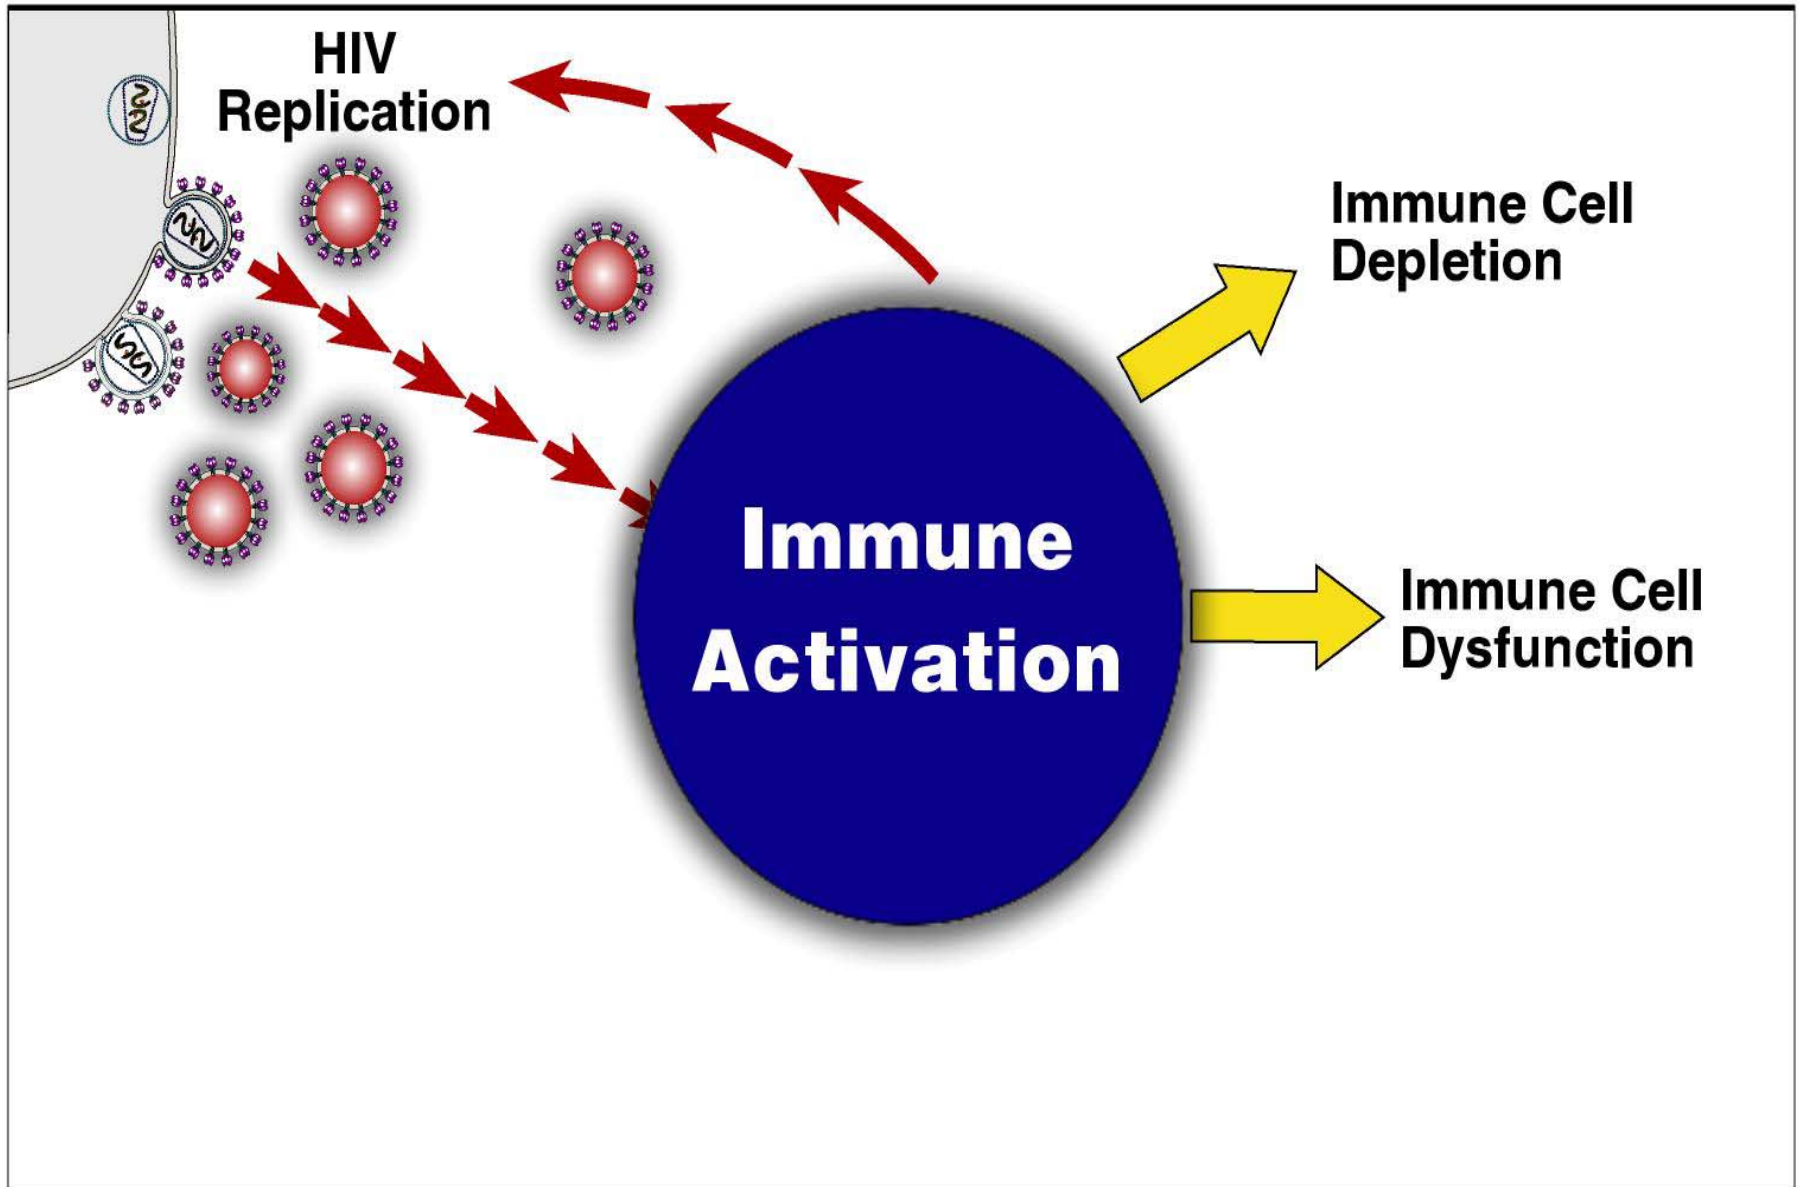 HIV
Replication
Immune Cell
Depletion
Immune
Activation
Immune Cell
Dysfunction